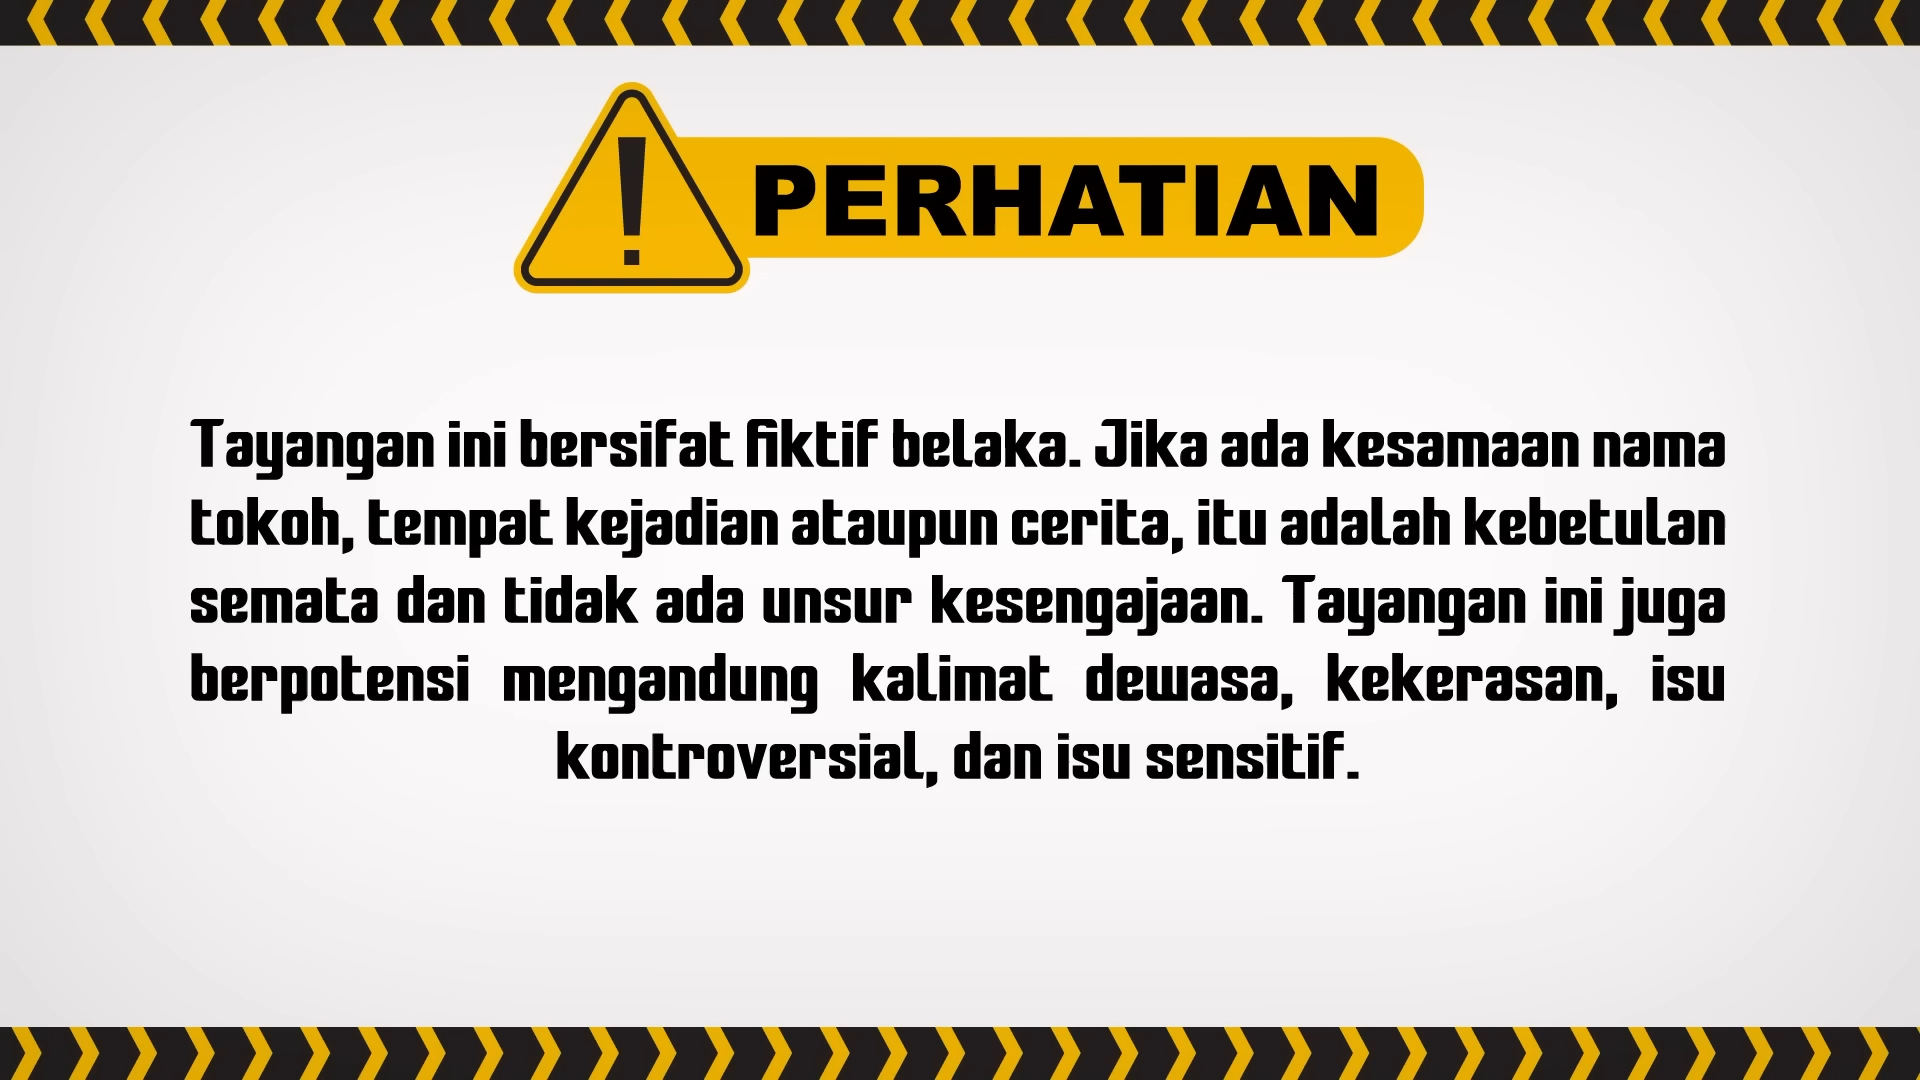 PERHATIAN
Tayangan ini bersifat fiktif belaka. Jika ada kesamaan nama
tokoh, tempat kejadian ataupun cerita, itu adalah kebetulan
semata dan tidak ada unsur kesengajaan. Tayangan ini juga
berpotensi mengandung kalimat dewasa, kekerasan, isu
kontroversial, dan isu sensitif.